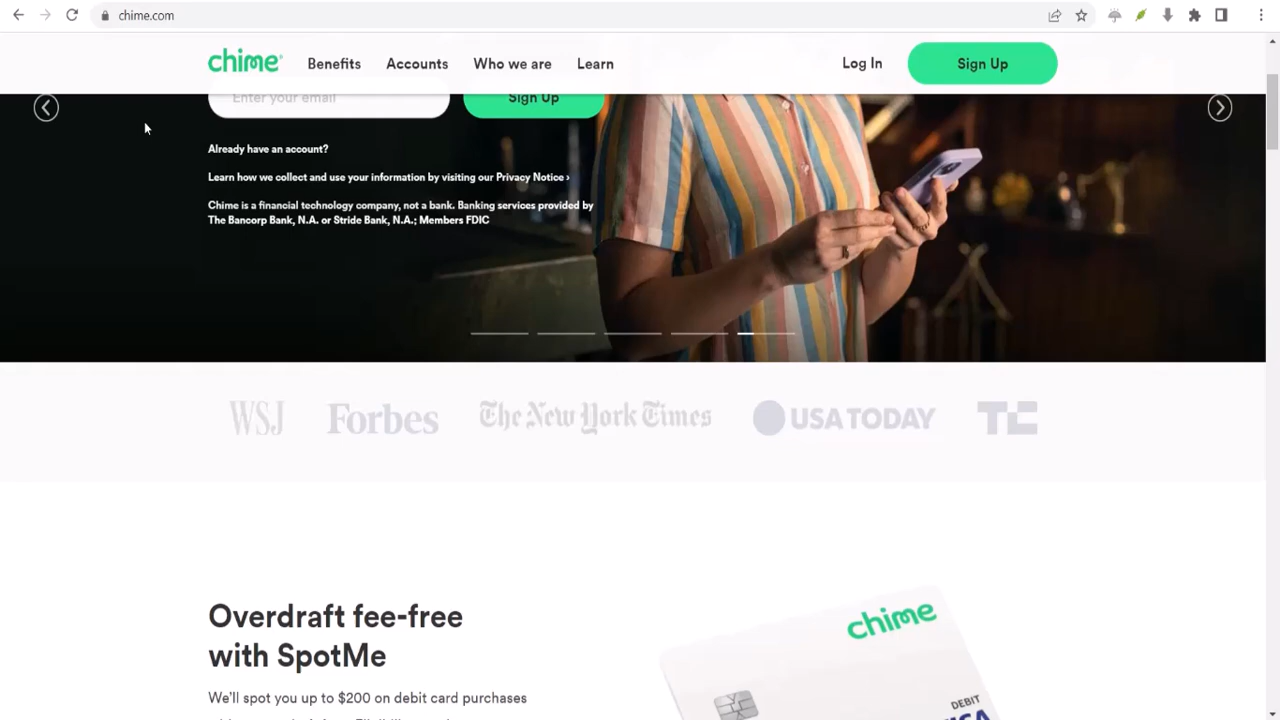 chime.com
chime
Benefits
Accounts
Who we are
Learn
Log In
Sign Up
Enter your email
Sign Up
Already have an account?
Learn how we collect and use your information by visiting our Privacy Notice ›
Chime is a financial technology company, not a bank. Banking services provided by
The Bancorp Bank, N.A. or Stride Bank, N.A.; Members FDIC
WSJ
Forbes
The New York Times
USA TODAY
TC
Overdraft fee-free
with SpotMe
We'll spot you up to $200 on debit card purchases
chime
DEBIT
VISA